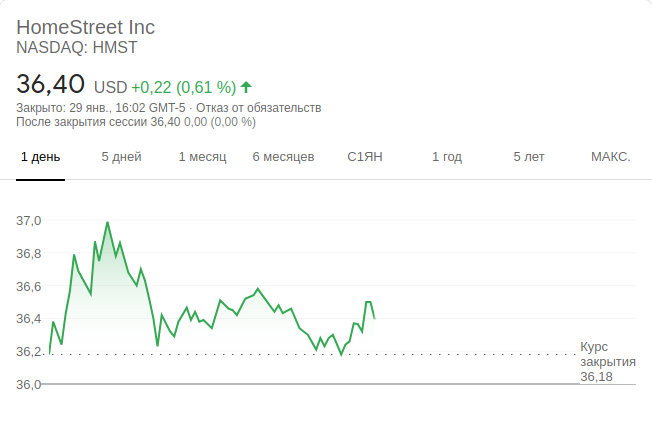 HomeStreet Inc
NASDAQ: HMST
36,40 USD +0,22 (0,61 %)
Закрыто: 29 янв., 16:02 GMT-5 · Отказ от обязательств
После закрытия сессии 36,40 0,00 (0,00 %)
1 день 5 дней 1 месяц 6 месяцев С1ЯН 1 год 5 лет МАКС.
37,0
36,8
36,6
36,4
36,2
36,0
Курс
закрытия
36,18